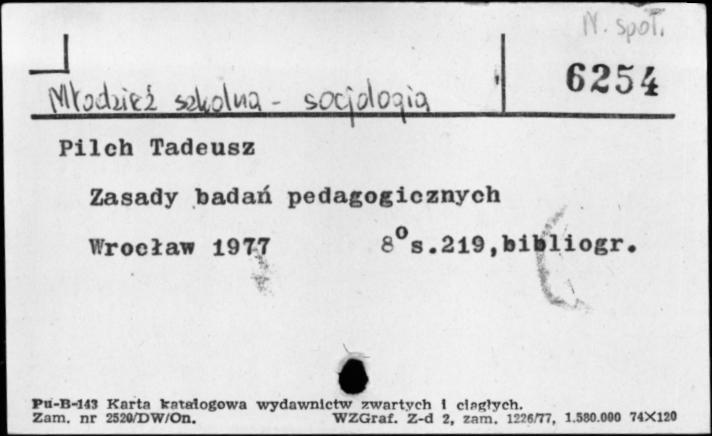 N. społ.
6254
Młodzież szkolna - socjologia
Pilch Tadeusz
Zasady badań pedagogicznych
Wrocław 1977 8° s.219,bibliogr.
Pu-B-143 Karta katalogowa wydawnictw zwartych i ciągłych.
Zam. nr 2520/DW/On. WZGraf. Z-d 2, zam. 1226/77, 1.580.000 74X120